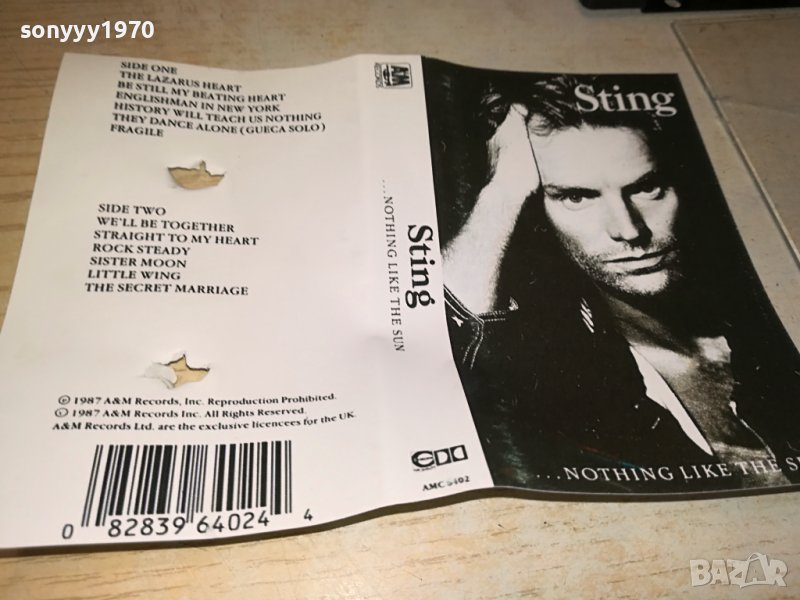 sonyyy1970
SIDE ONE
THE LAZARUS HEART
BE STILL MY BEATING HEART
ENGLISHMAN IN NEW YORK
HISTORY WILL TEACH US NOTHING
THEY DANCE ALONE (GUECA SOLO)
FRAGILE
SIDE TWO
WE'LL BE TOGETHER
STRAIGHT TO MY HEART
ROCK STEADY
SISTER MOON
LITTLE WING
THE SECRET MARRIAGE
℗ 1987 A&M Records, Inc. Reproduction Prohibited.
© 1987 A&M Records Inc. All Rights Reserved.
A&M Records Ltd. are the exclusive licencees for the UK.
0 82839 64024 4
A&M
RECORDS
Sting
...NOTHING LIKE THE SUN
AMC 6402
Sting
...NOTHING LIKE THE S
BAZAR